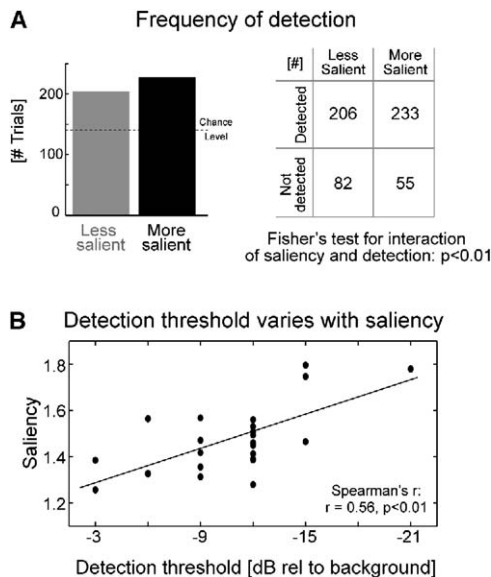 A
Frequency of detection
[# Trials]
200
100
0
Chance
Level
Less
salient
More
salient
[#]
Less
Salient
More
Salient
Detected
206
233
Not
detected
82
55
Fisher's test for interaction
of saliency and detection: p<0.01
B
Detection threshold varies with saliency
Saliency
1.8
1.6
1.4
1.2
Spearman's r:
r = 0.56, p<0.01
-3
-9
-15
-21
Detection threshold [dB rel to background]